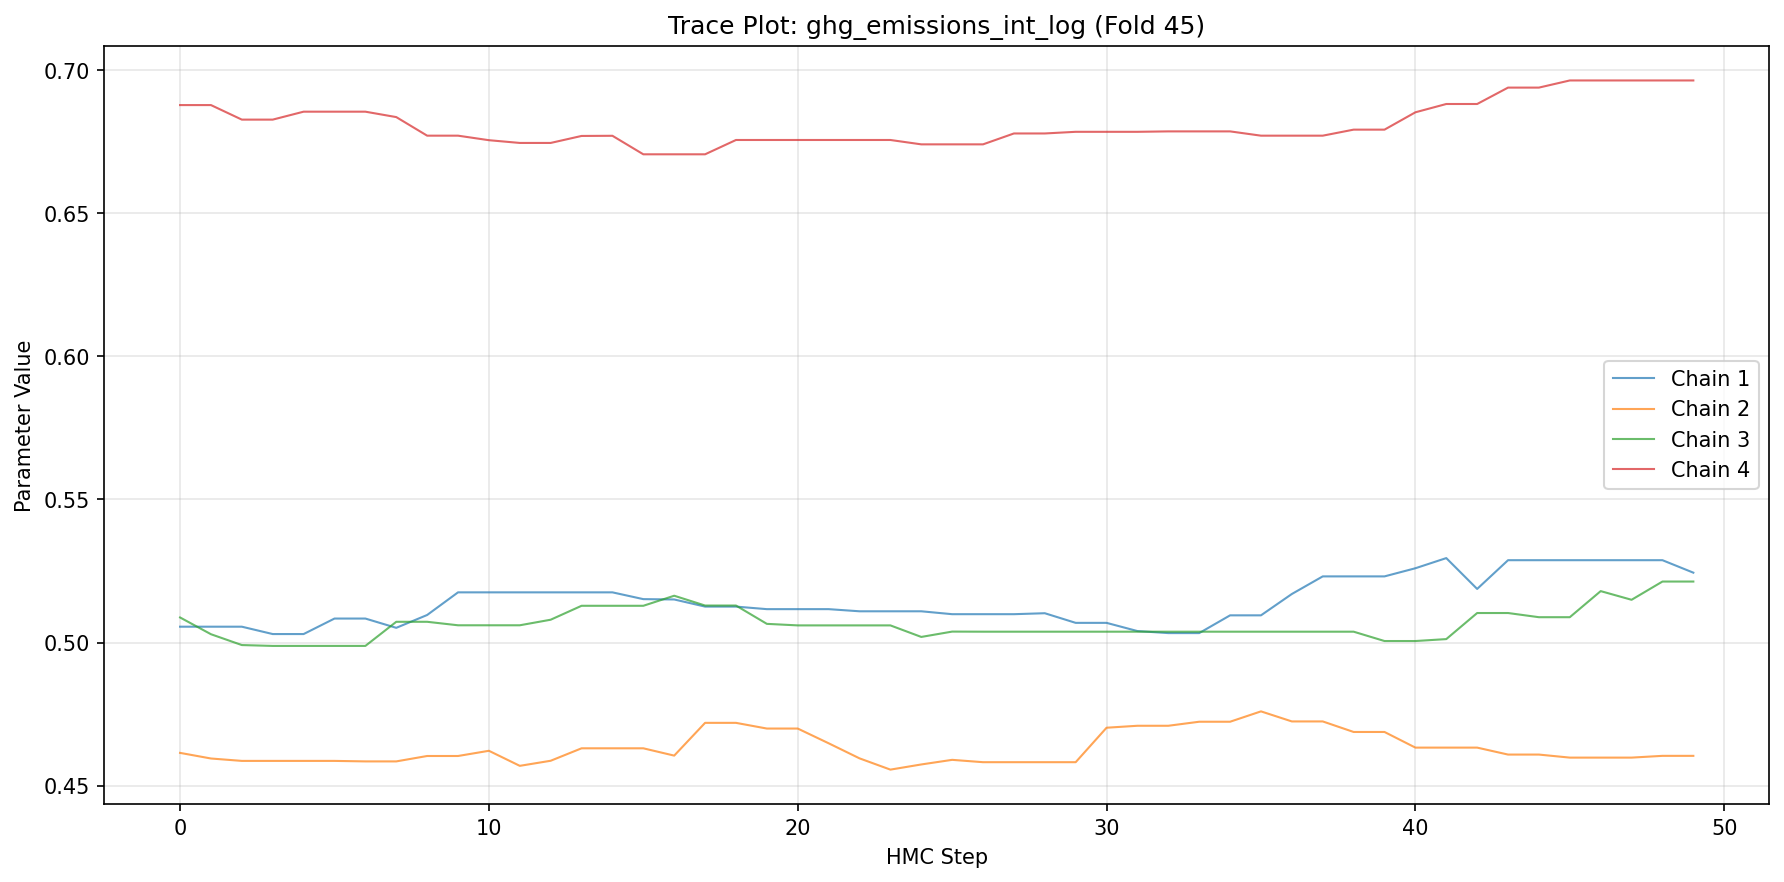 Trace Plot: ghg_emissions_int_log (Fold 45)
Parameter Value
0.70
0.65
0.60
0.55
0.50
0.45
Chain 1
Chain 2
Chain 3
Chain 4
0 10 20 30 40 50
HMC Step